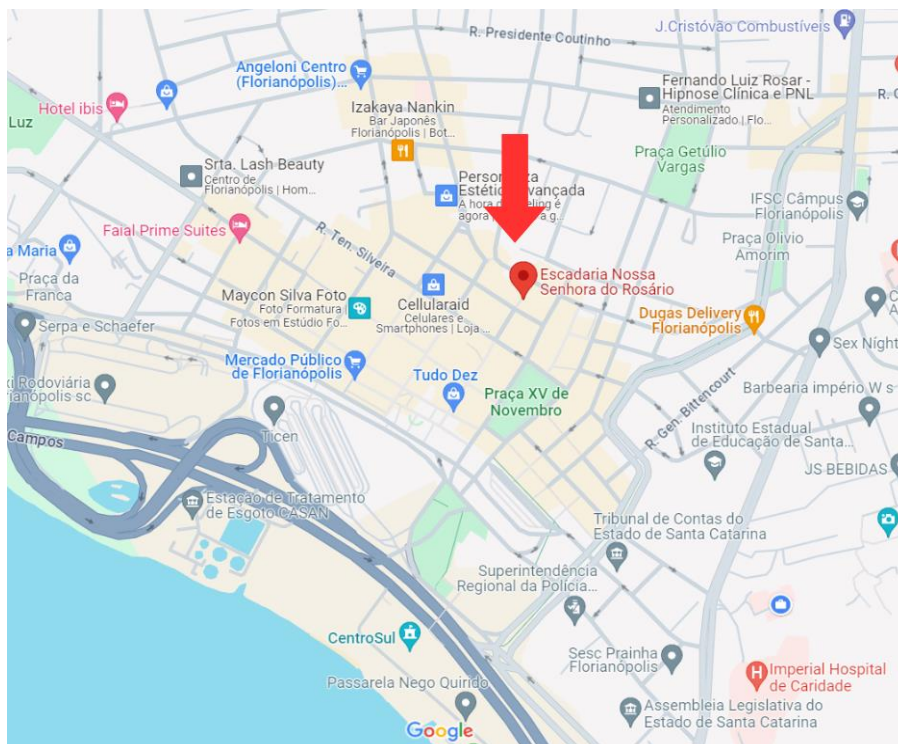 R. Presidente Coutinho
J.Cristóvão Combustíveis
Angeloni Centro
(Florianópolis)...
Fernando Luiz Rosar -
Hipnose Clínica e PNL
Atendimento
Personalizado | Flo...
R. C
Hotel ibis
Luz
Izakaya Nankin
Bar Japonês
Florianópolis | Bot...
Praça Getúlio
Vargas
Srta. Lash Beauty
Centro de
Florianópolis | Hom...
Estétic
A hora d
agora
IFSC Câmpus
Florianópolis
Faial Prime Suites
R. Ten. Silveira
Praça Olivio
Amorim
a Maria
Praça da
Franca
Escadaria Nossa
Senhora do Rosário
Maycon Silva Foto
Foto Formatura |
Fotos em Estúdio Fo...
Cellularaid
Celulares e
Smartphones | Loja ...
Dugas Delivery
Florianópolis
C
A
Serpa e Schaefer
Sex Night
Mercado Público
de Florianópolis
Tudo Dez
Praça XV de
Novembro
R. Gen. Bittencourt
Barbearia império W s
xi Rodoviária
rianópolis sc
Ticen
Campos
Instituto Estadual
de Educação de Santa...
JS BEBIDAS
Estação de Tratamento
de Esgoto CASAN
Tribunal de Contas do
Estado de Santa Catarina
Superintendência
Regional da Polícia...
CentroSul
Sesc Prainha
Florianópolis
Imperial Hospital
de Caridade
Passarela Nego Quirido
Assembleia Legislativa do
Estado de Santa Catarina
Google